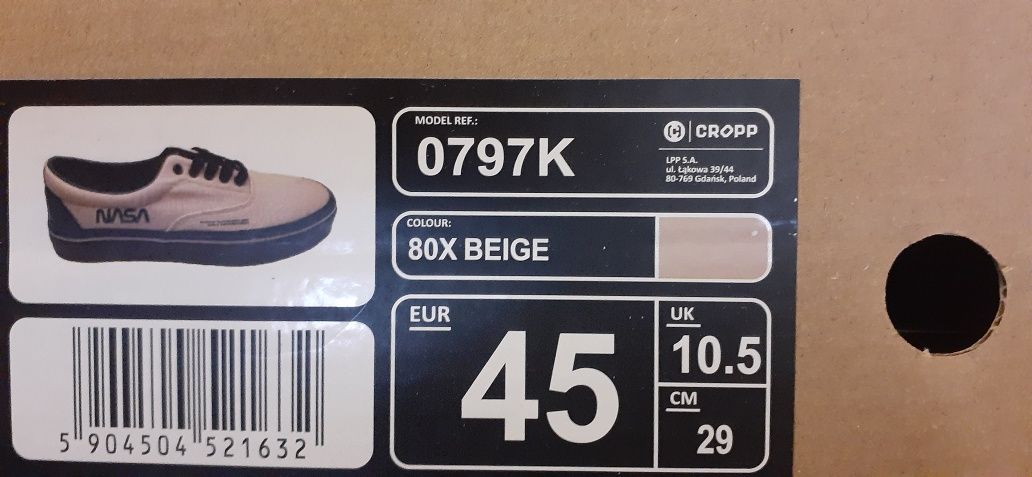 NASA
5 904504 521632
MODEL REF.:
0797K
CROPP
LPP S.A.
ul. Łąkowa 39/44
80-769 Gdańsk, Poland
COLOUR:
80X BEIGE
EUR
45
UK
10.5
CM
29